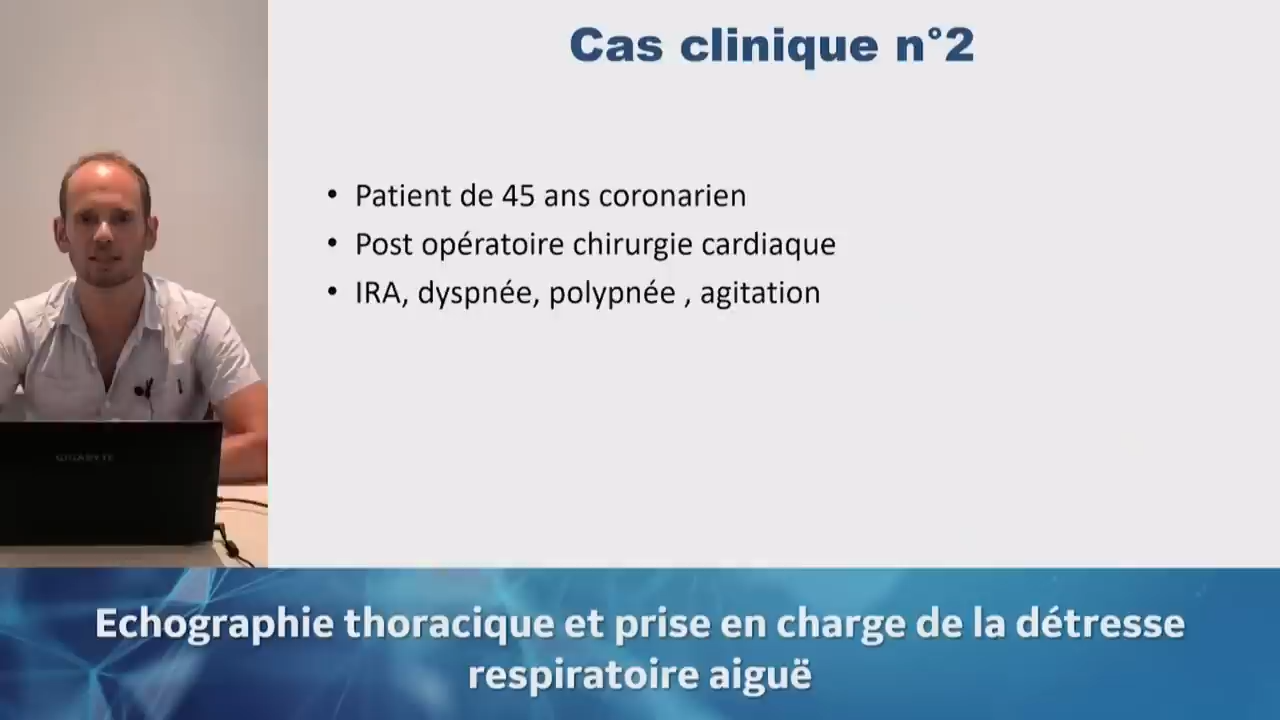 Cas clinique n°2
• Patient de 45 ans coronarien
• Post opératoire chirurgie cardiaque
• IRA, dyspnée, polypnée , agitation
GIGABYTE
Echographie thoracique et prise en charge de la détresse
respiratoire aiguë